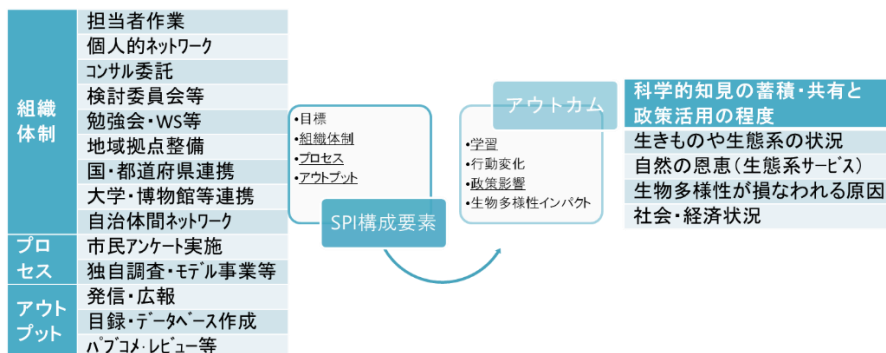 組織
体制
担当者作業
個人的ネットワーク
コンサル委託
検討委員会等
勉強会・WS等
地域拠点整備
国・都道府県連携
大学・博物館等連携
自治体間ネットワーク
プロ
セス
市民アンケート実施
独自調査・モデル事業等
アウト
プット
発信・広報
目録・データベース作成
パブコメ・レビュー等
•目標
•組織体制
•プロセス
•アウトプット
SPI構成要素
アウトカム
•学習
•行動変化
•政策影響
•生物多様性インパクト
科学的知見の蓄積・共有と
政策活用の程度
生きものや生態系の状況
自然の恩恵（生態系サービス）
生物多様性が損なわれる原因
社会・経済状況